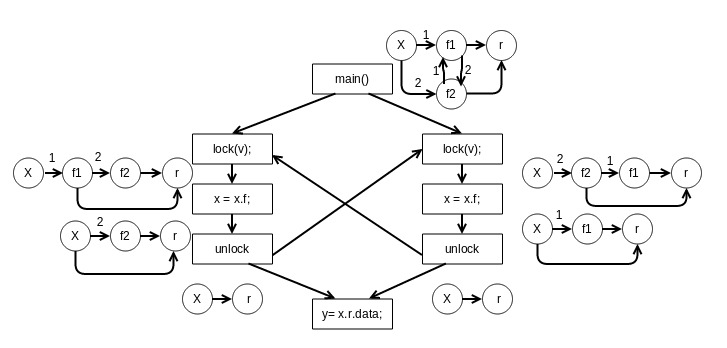 X 1 f1 r
1 2
2 f2
main()
lock(v); lock(v);
X 1 f1 2 f2 r
X 2 f2 1 f1 r
x = x.f; x = x.f;
X 2 f2 r
X 1 f1 r
unlock unlock
X r
X r
y= x.r.data;